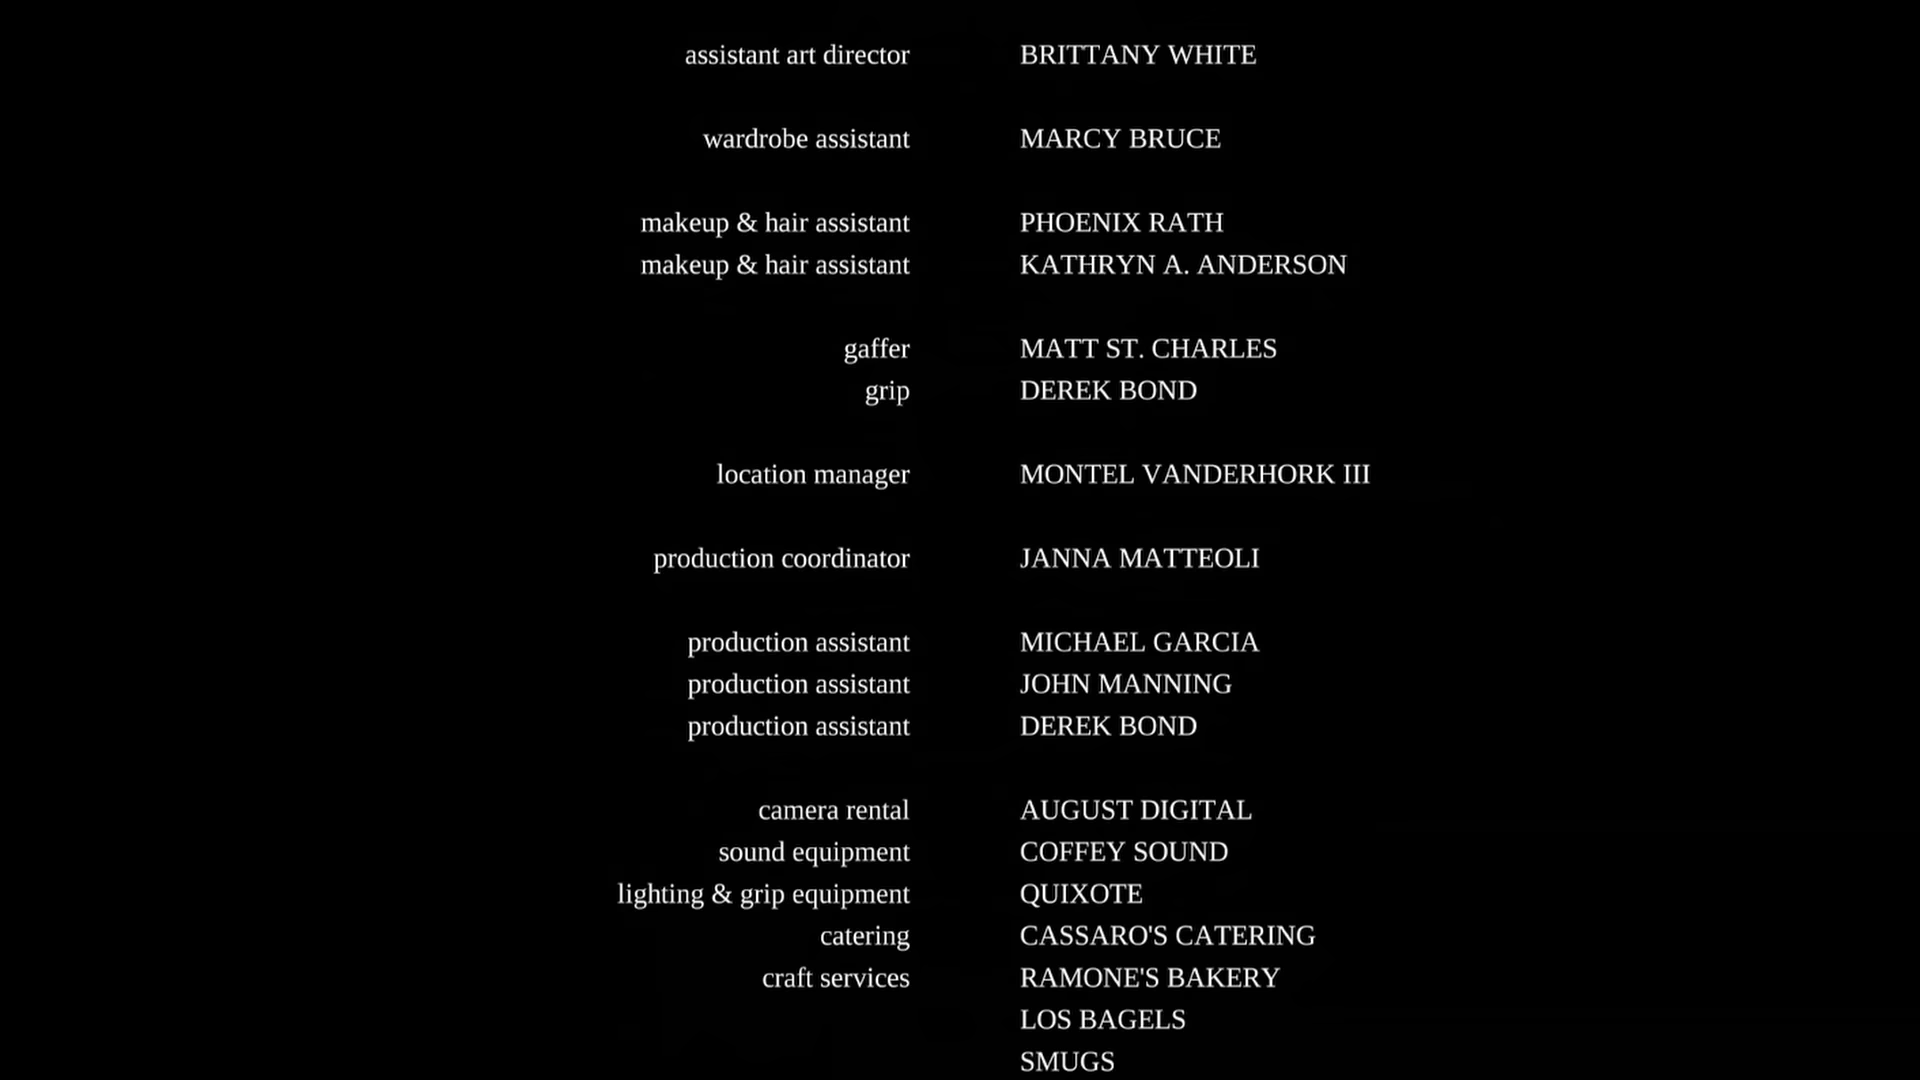 assistant art director BRITTANY WHITE
wardrobe assistant MARCY BRUCE
makeup & hair assistant PHOENIX RATH
makeup & hair assistant KATHRYN A. ANDERSON
gaffer MATT ST. CHARLES
grip DEREK BOND
location manager MONTEL VANDERHORK III
production coordinator JANNA MATTEOLI
production assistant MICHAEL GARCIA
production assistant JOHN MANNING
production assistant DEREK BOND
camera rental AUGUST DIGITAL
sound equipment COFFEY SOUND
lighting & grip equipment QUIXOTE
catering CASSARO'S CATERING
craft services RAMONE'S BAKERY
LOS BAGELS
SMUGS